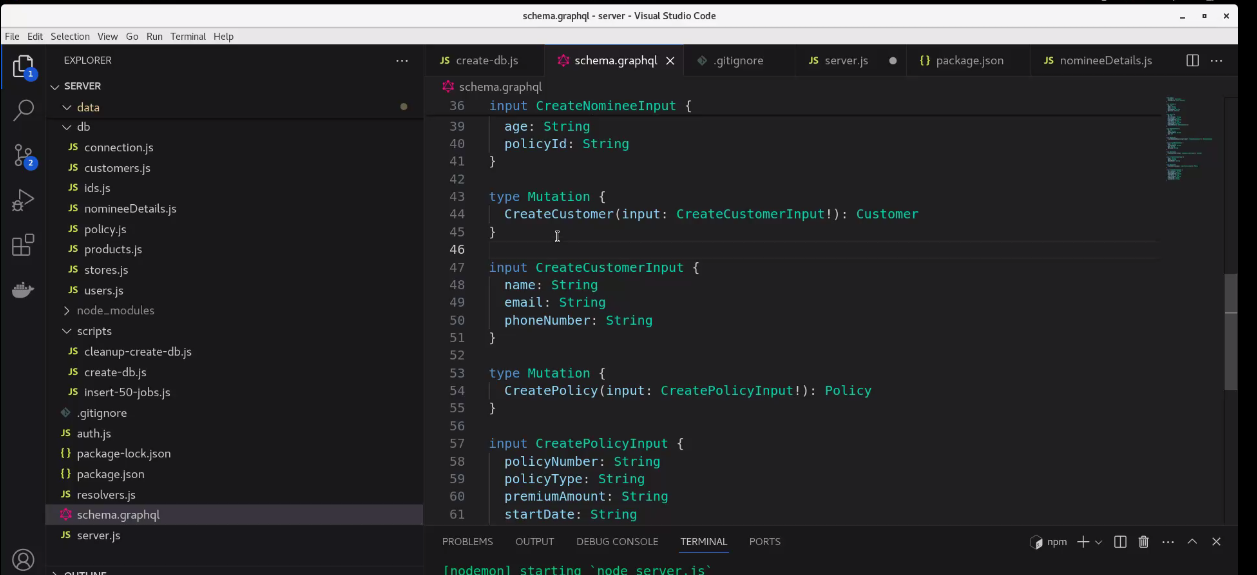 schema.graphql - server - Visual Studio Code
File Edit Selection View Go Run Terminal Help
EXPLORER ···
create-db.js schema.graphql .gitignore server.js package.json nomineeDetails.js ···
SERVER
schema.graphql
data
db
connection.js
customers.js
ids.js
nomineeDetails.js
policy.js
products.js
stores.js
users.js
node_modules
scripts
cleanup-create-db.js
create-db.js
insert-50-jobs.js
.gitignore
auth.js
package-lock.json
package.json
resolvers.js
schema.graphql
server.js
OUTLINE
1
2
36 input CreateNomineeInput {
39 age: String
40 policyId: String
41 }
42
43 type Mutation {
44 CreateCustomer(input: CreateCustomerInput!): Customer
45 }
46
47 input CreateCustomerInput {
48 name: String
49 email: String
50 phoneNumber: String
51 }
52
53 type Mutation {
54 CreatePolicy(input: CreatePolicyInput!): Policy
55 }
56
57 input CreatePolicyInput {
58 policyNumber: String
59 policyType: String
60 premiumAmount: String
61 startDate: String
PROBLEMS OUTPUT DEBUG CONSOLE TERMINAL PORTS npm ···
[nodemon] starting `node server.js`